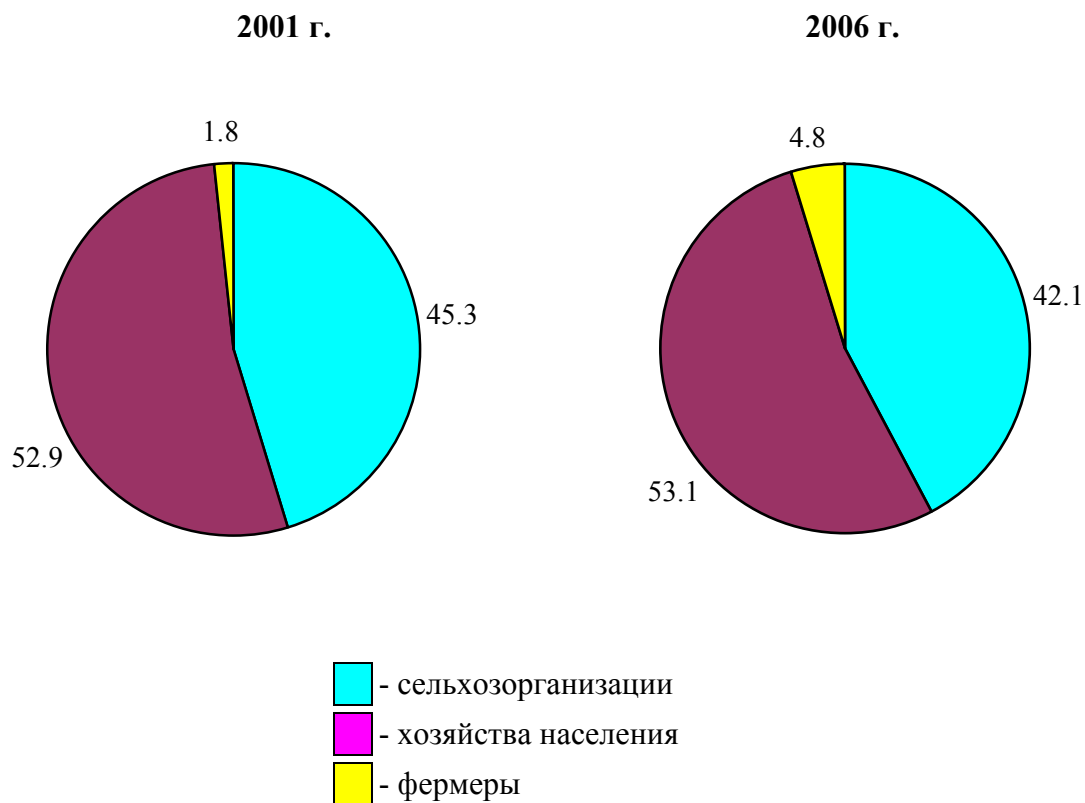 2001 г.
2006 г.
1.8
4.8
45.3
42.1
52.9
53.1
- сельхозорганизации
- хозяйства населения
- фермеры